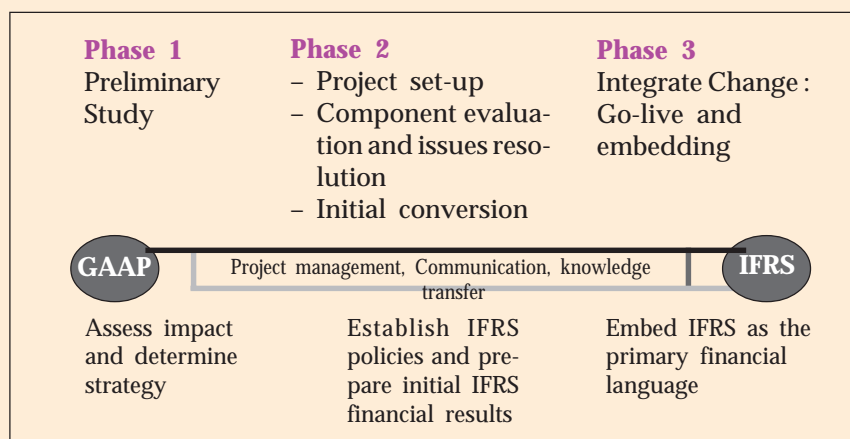 Phase 1
Preliminary
Study
Phase 2
– Project set-up
– Component evalua-
tion and issues reso-
lution
– Initial conversion
Phase 3
Integrate Change :
Go-live and
embedding
GAAP
Project management, Communication, knowledge
transfer
IFRS
Assess impact
and determine
strategy
Establish IFRS
policies and pre-
pare initial IFRS
financial results
Embed IFRS as the
primary financial
language